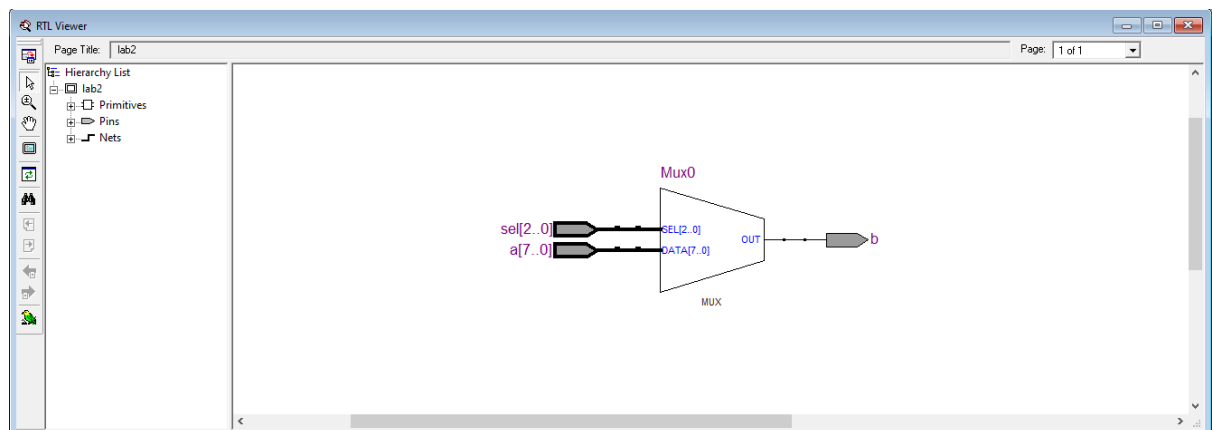 RTL Viewer
Page Title: lab2
Page: 1 of 1
Hierarchy List
lab2
Primitives
Pins
Nets
Mux0
sel[2..0]
SEL[2..0]
a[7..0]
DATA[7..0]
OUT
b
MUX